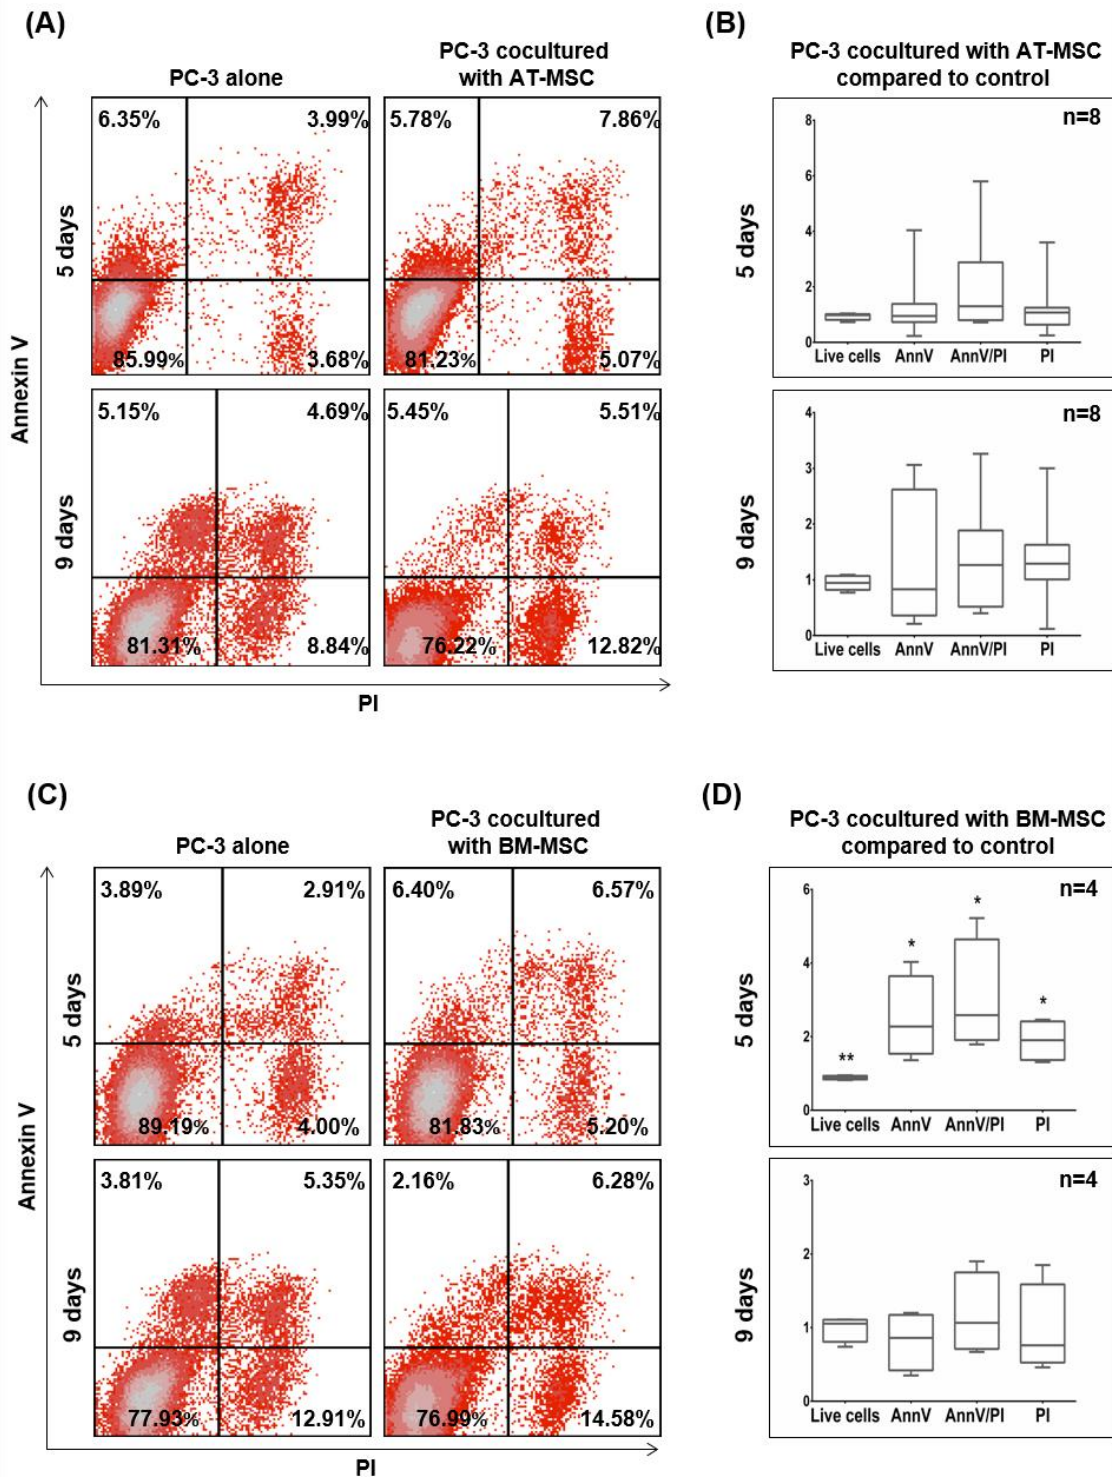 (A)
PC-3 alone
PC-3 cocultured
with AT-MSC
Annexin V
5 days
6.35%
3.99%
85.99%
3.68%
5.78%
7.86%
81.23%
5.07%
9 days
5.15%
4.69%
81.31%
8.84%
5.45%
5.51%
76.22%
12.82%
PI
(B)
PC-3 cocultured with AT-MSC
compared to control
5 days
n=8
8
6
4
2
0
Live cells AnnV AnnV/PI PI
9 days
n=8
4
3
2
1
0
Live cells AnnV AnnV/PI PI
(C)
PC-3 alone
PC-3 cocultured
with BM-MSC
Annexin V
5 days
3.89%
2.91%
89.19%
4.00%
6.40%
6.57%
81.83%
5.20%
9 days
3.81%
5.35%
77.93%
12.91%
2.16%
6.28%
76.99%
14.58%
PI
(D)
PC-3 cocultured with BM-MSC
compared to control
5 days
n=4
6
4
2
0
** * * *
Live cells AnnV AnnV/PI PI
9 days
n=4
3
2
1
0
Live cells AnnV AnnV/PI PI